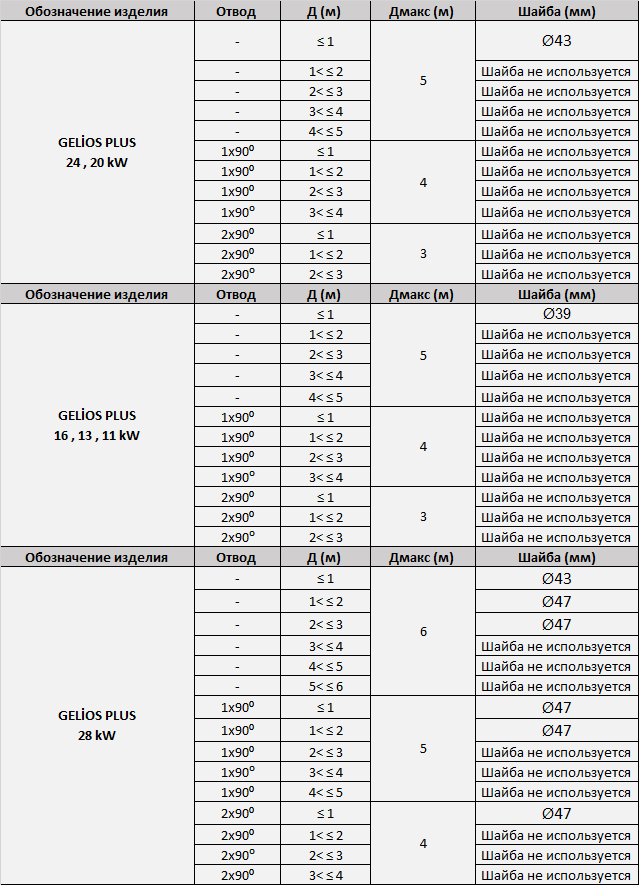 Обозначение изделия Отвод Д (м) Дмакс (м) Шайба (мм)
- ≤ 1 Ø43
- 1< ≤ 2 Шайба не используется
- 2< ≤ 3 5 Шайба не используется
- 3< ≤ 4 Шайба не используется
- 4< ≤ 5 Шайба не используется
GELİOS PLUS 1x90⁰ ≤ 1 Шайба не используется
24 , 20 kW 1x90⁰ 1< ≤ 2 Шайба не используется
1x90⁰ 2< ≤ 3 4 Шайба не используется
1x90⁰ 3< ≤ 4 Шайба не используется
2x90⁰ ≤ 1 Шайба не используется
2x90⁰ 1< ≤ 2 3 Шайба не используется
2x90⁰ 2< ≤ 3 Шайба не используется
Обозначение изделия Отвод Д (м) Дмакс (м) Шайба (мм)
- ≤ 1 Ø39
- 1< ≤ 2 Шайба не используется
- 2< ≤ 3 5 Шайба не используется
- 3< ≤ 4 Шайба не используется
- 4< ≤ 5 Шайба не используется
GELİOS PLUS 1x90⁰ ≤ 1 Шайба не используется
16 , 13 , 11 kW 1x90⁰ 1< ≤ 2 4 Шайба не используется
1x90⁰ 2< ≤ 3 Шайба не используется
1x90⁰ 3< ≤ 4 Шайба не используется
2x90⁰ ≤ 1 Шайба не используется
2x90⁰ 1< ≤ 2 3 Шайба не используется
2x90⁰ 2< ≤ 3 Шайба не используется
Обозначение изделия Отвод Д (м) Дмакс (м) Шайба (мм)
- ≤ 1 Ø43
- 1< ≤ 2 Ø47
- 2< ≤ 3 6 Ø47
- 3< ≤ 4 Шайба не используется
- 4< ≤ 5 Шайба не используется
- 5< ≤ 6 Шайба не используется
GELİOS PLUS 1x90⁰ ≤ 1 Ø47
28 kW 1x90⁰ 1< ≤ 2 Ø47
1x90⁰ 2< ≤ 3 5 Шайба не используется
1x90⁰ 3< ≤ 4 Шайба не используется
1x90⁰ 4< ≤ 5 Шайба не используется
2x90⁰ ≤ 1 Ø47
2x90⁰ 1< ≤ 2 4 Шайба не используется
2x90⁰ 2< ≤ 3 Шайба не используется
2x90⁰ 3< ≤ 4 Шайба не используется